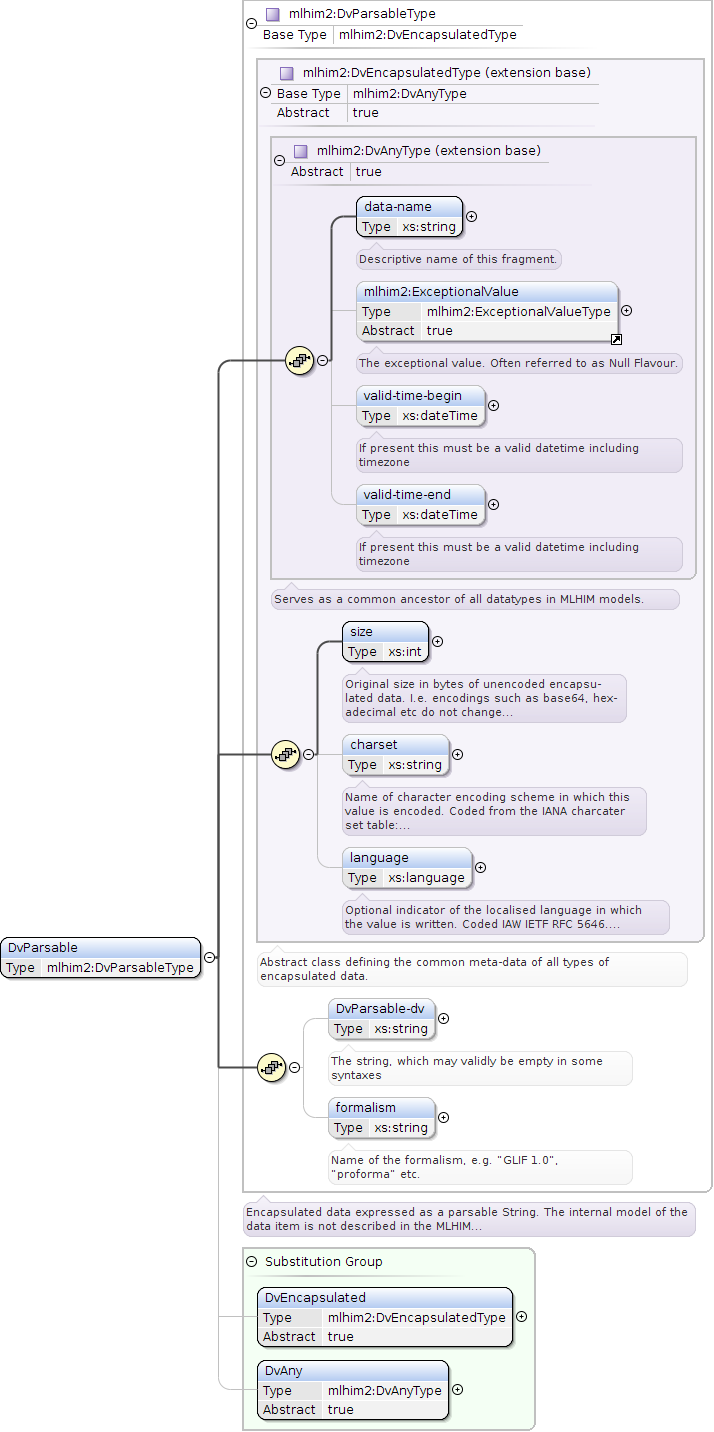 mlhim2:DvParsableType
Base Type mlhim2:DvEncapsulatedType
mlhim2:DvEncapsulatedType (extension base)
Base Type mlhim2:DvAnyType
Abstract true
mlhim2:DvAnyType (extension base)
Abstract true
data-name
Type xs:string
Descriptive name of this fragment.
mlhim2:ExceptionalValue
Type mlhim2:ExceptionalValueType
Abstract true
The exceptional value. Often referred to as Null Flavour.
valid-time-begin
Type xs:dateTime
If present this must be a valid datetime including
timezone
valid-time-end
Type xs:dateTime
If present this must be a valid datetime including
timezone
Serves as a common ancestor of all datatypes in MLHIM models.
size
Type xs:int
Original size in bytes of unencoded encapsu-
lated data. I.e. encodings such as base64, hex-
adecimal etc do not change...
charset
Type xs:string
Name of character encoding scheme in which this
value is encoded. Coded from the IANA charcater
set table:...
language
Type xs:language
Optional indicator of the localised language in which
the value is written. Coded IAW IETF RFC 5646....
DvParsable
Type mlhim2:DvParsableType
Abstract class defining the common meta-data of all types of
encapsulated data.
DvParsable-dv
Type xs:string
The string, which may validly be empty in some
syntaxes
formalism
Type xs:string
Name of the formalism, e.g. "GLIF 1.0",
"proforma" etc.
Encapsulated data expressed as a parsable String. The internal model of the
data item is not described in the MLHIM...
Substitution Group
DvEncapsulated
Type mlhim2:DvEncapsulatedType
Abstract true
DvAny
Type mlhim2:DvAnyType
Abstract true